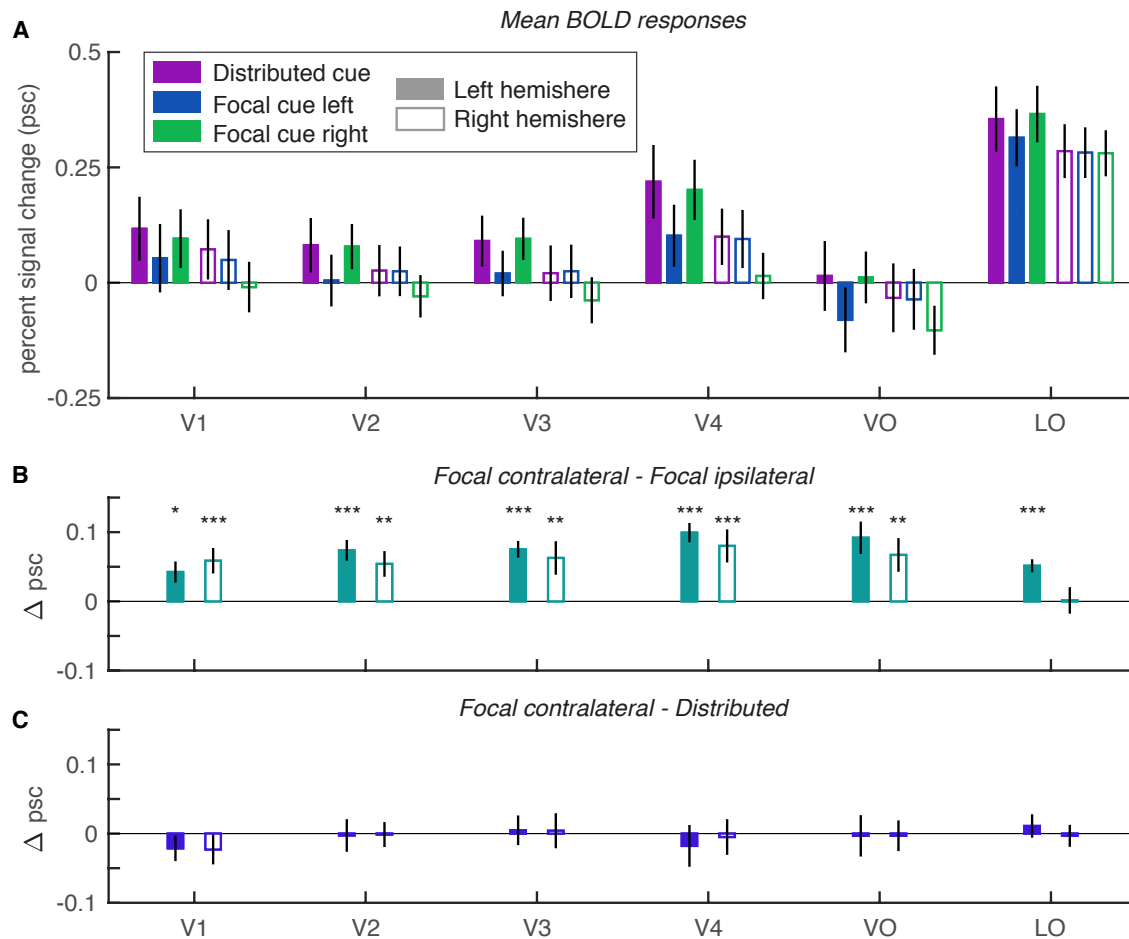 A
Mean BOLD responses
0.5
Distributed cue
Focal cue left
Focal cue right
Left hemishere
Right hemishere
0.25
0
-0.25
percent signal change (psc)
V1 V2 V3 V4 VO LO
B
Focal contralateral - Focal ipsilateral
* *** *** ** *** ** *** *** *** ** ***
0.1
0
-0.1
Δ psc
C
Focal contralateral - Distributed
0.1
0
-0.1
Δ psc
V1 V2 V3 V4 VO LO